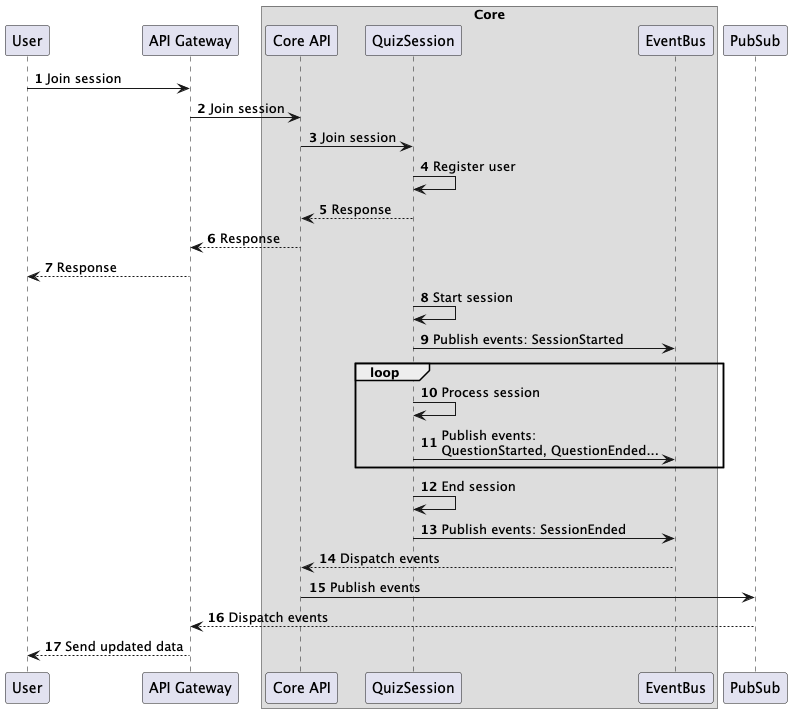 Core
User
API Gateway
Core API
QuizSession
EventBus
PubSub
1 Join session
2 Join session
3 Join session
4 Register user
5 Response
6 Response
7 Response
8 Start session
9 Publish events: SessionStarted
loop
10 Process session
11 Publish events:
QuestionStarted, QuestionEnded...
12 End session
13 Publish events: SessionEnded
14 Dispatch events
15 Publish events
16 Dispatch events
17 Send updated data
User
API Gateway
Core API
QuizSession
EventBus
PubSub